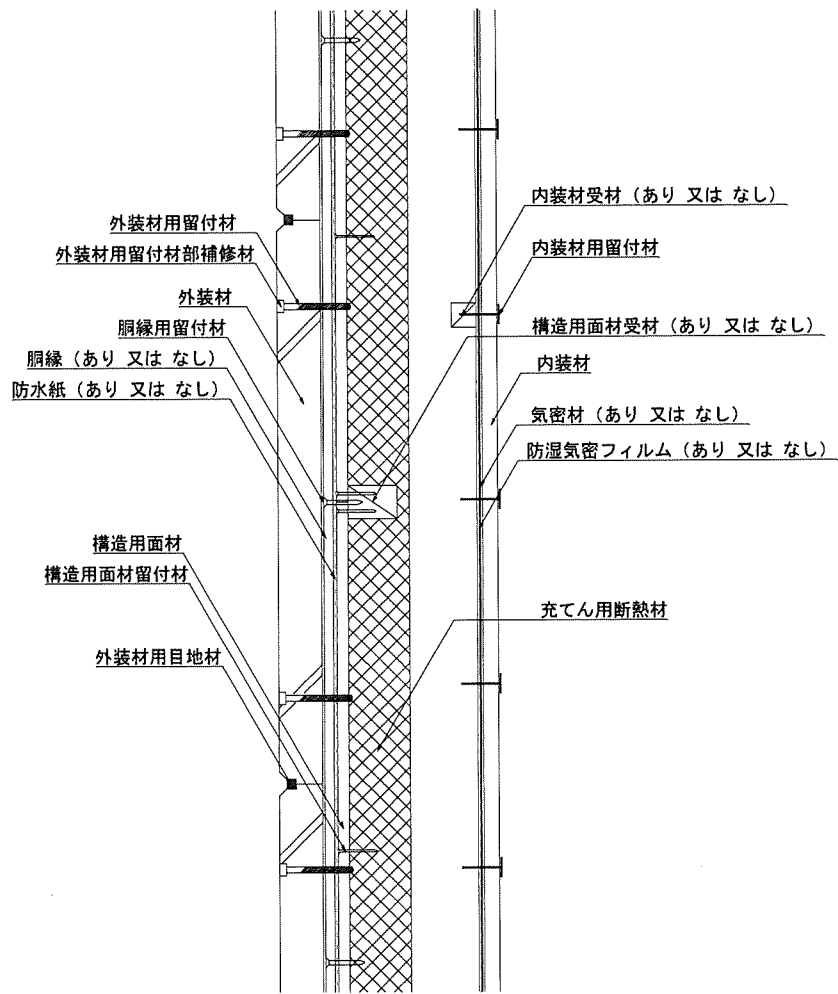 外装材用留付材
外装材用留付材部補修材
外装材
胴縁用留付材
胴縁（あり 又は なし）
防水紙（あり 又は なし）
構造用面材
構造用面材留付材
外装材用目地材
内装材受材（あり 又は なし）
内装材用留付材
構造用面材受材（あり 又は なし）
内装材
気密材（あり 又は なし）
防湿気密フィルム（あり 又は なし）
充てん用断熱材